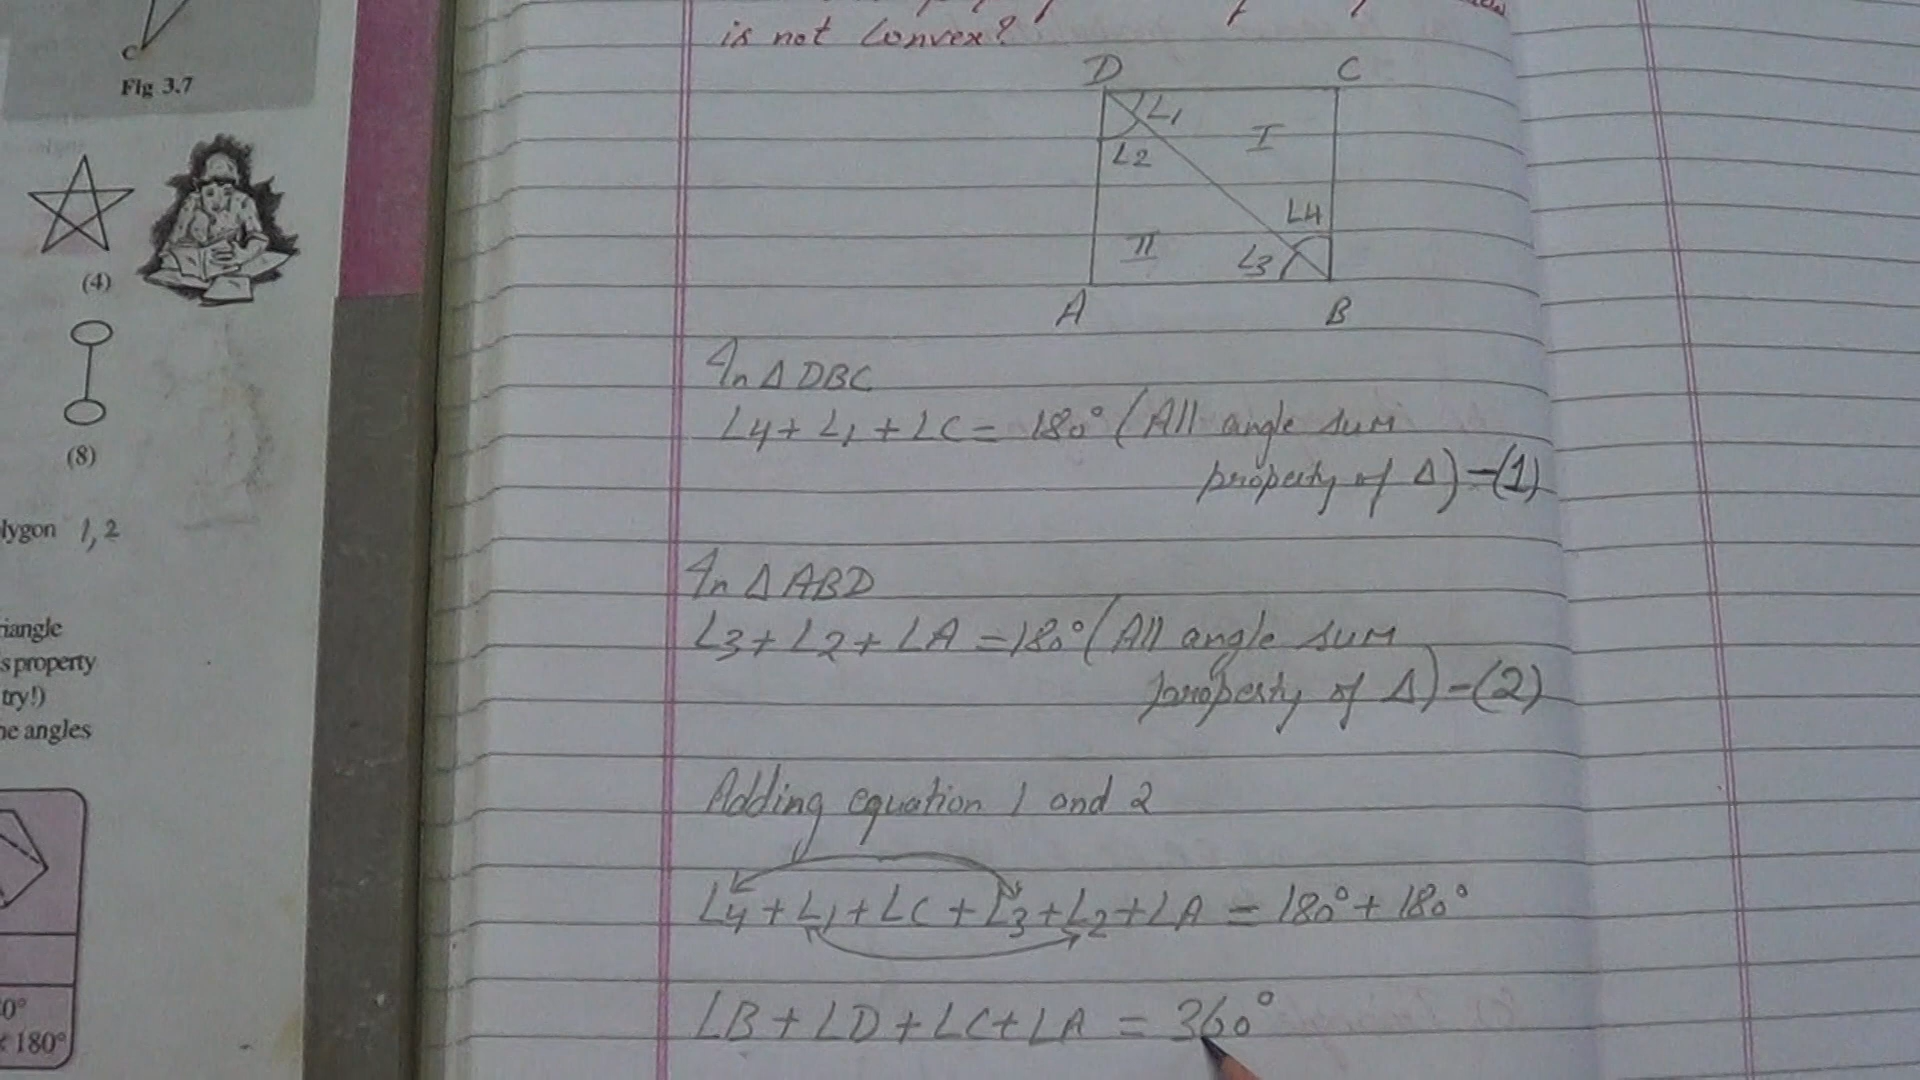 C
Fig 3.7
(4)
(8)
lygon 1, 2
riangle
s property
try!)
he angles
0°
180°
is not convex?
D C
∠1
I
∠2
∠4
II
∠3
A B
In Δ DBC
∠4 + ∠1 + ∠C = 180° (All angle sum
property of Δ) - (1)
In Δ ABD
∠3 + ∠2 + ∠A = 180° (All angle sum
property of Δ) - (2)
Adding equation 1 and 2
∠4 + ∠1 + ∠C + ∠3 + ∠2 + ∠A = 180° + 180°
∠B + ∠D + ∠C + ∠A = 360°